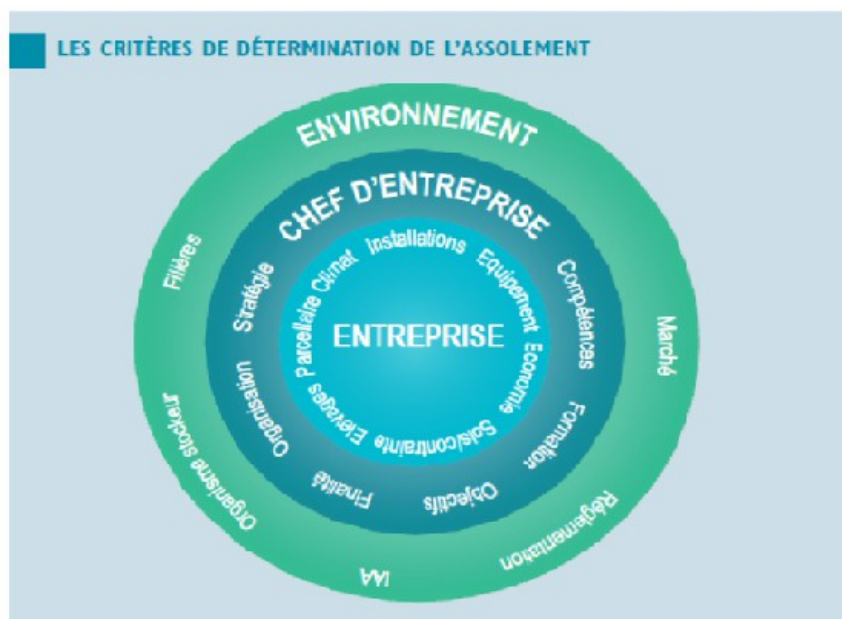 LES CRITÈRES DE DÉTERMINATION DE L'ASSOLEMENT
ENVIRONNEMENT
Marché
Réglementation
IAA
Organisme stockeur
Filières
CHEF D'ENTREPRISE
Compétences
Formation
Objectifs
Finalité
Organisation
Stratégie
ENTREPRISE
Installations
Equipement
Economie
Sals/contrainte
Elevages
Parcellaire
Climat